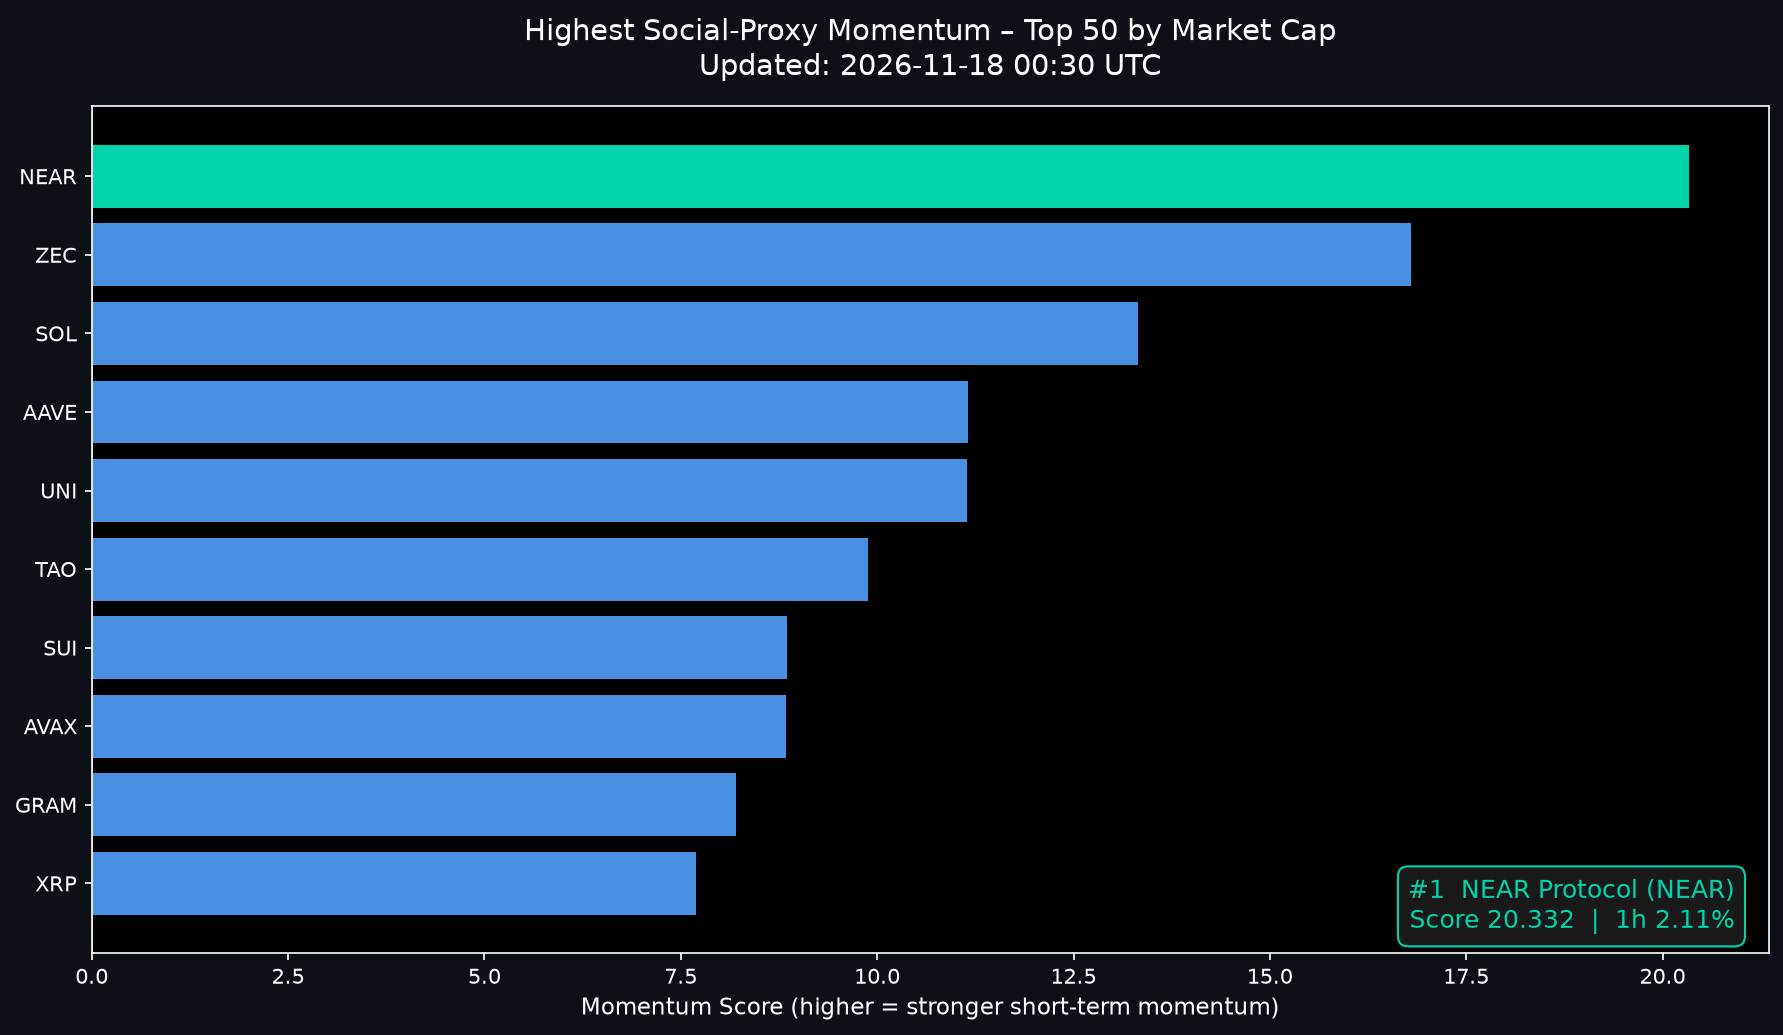 Highest Social-Proxy Momentum – Top 50 by Market Cap
Updated: 2026-11-18 00:30 UTC
NEAR
ZEC
SOL
AAVE
UNI
TAO
SUI
AVAX
GRAM
XRP
#1  NEAR Protocol (NEAR)
Score 20.332  |  1h 2.11%
0.0 2.5 5.0 7.5 10.0 12.5 15.0 17.5 20.0
Momentum Score (higher = stronger short-term momentum)